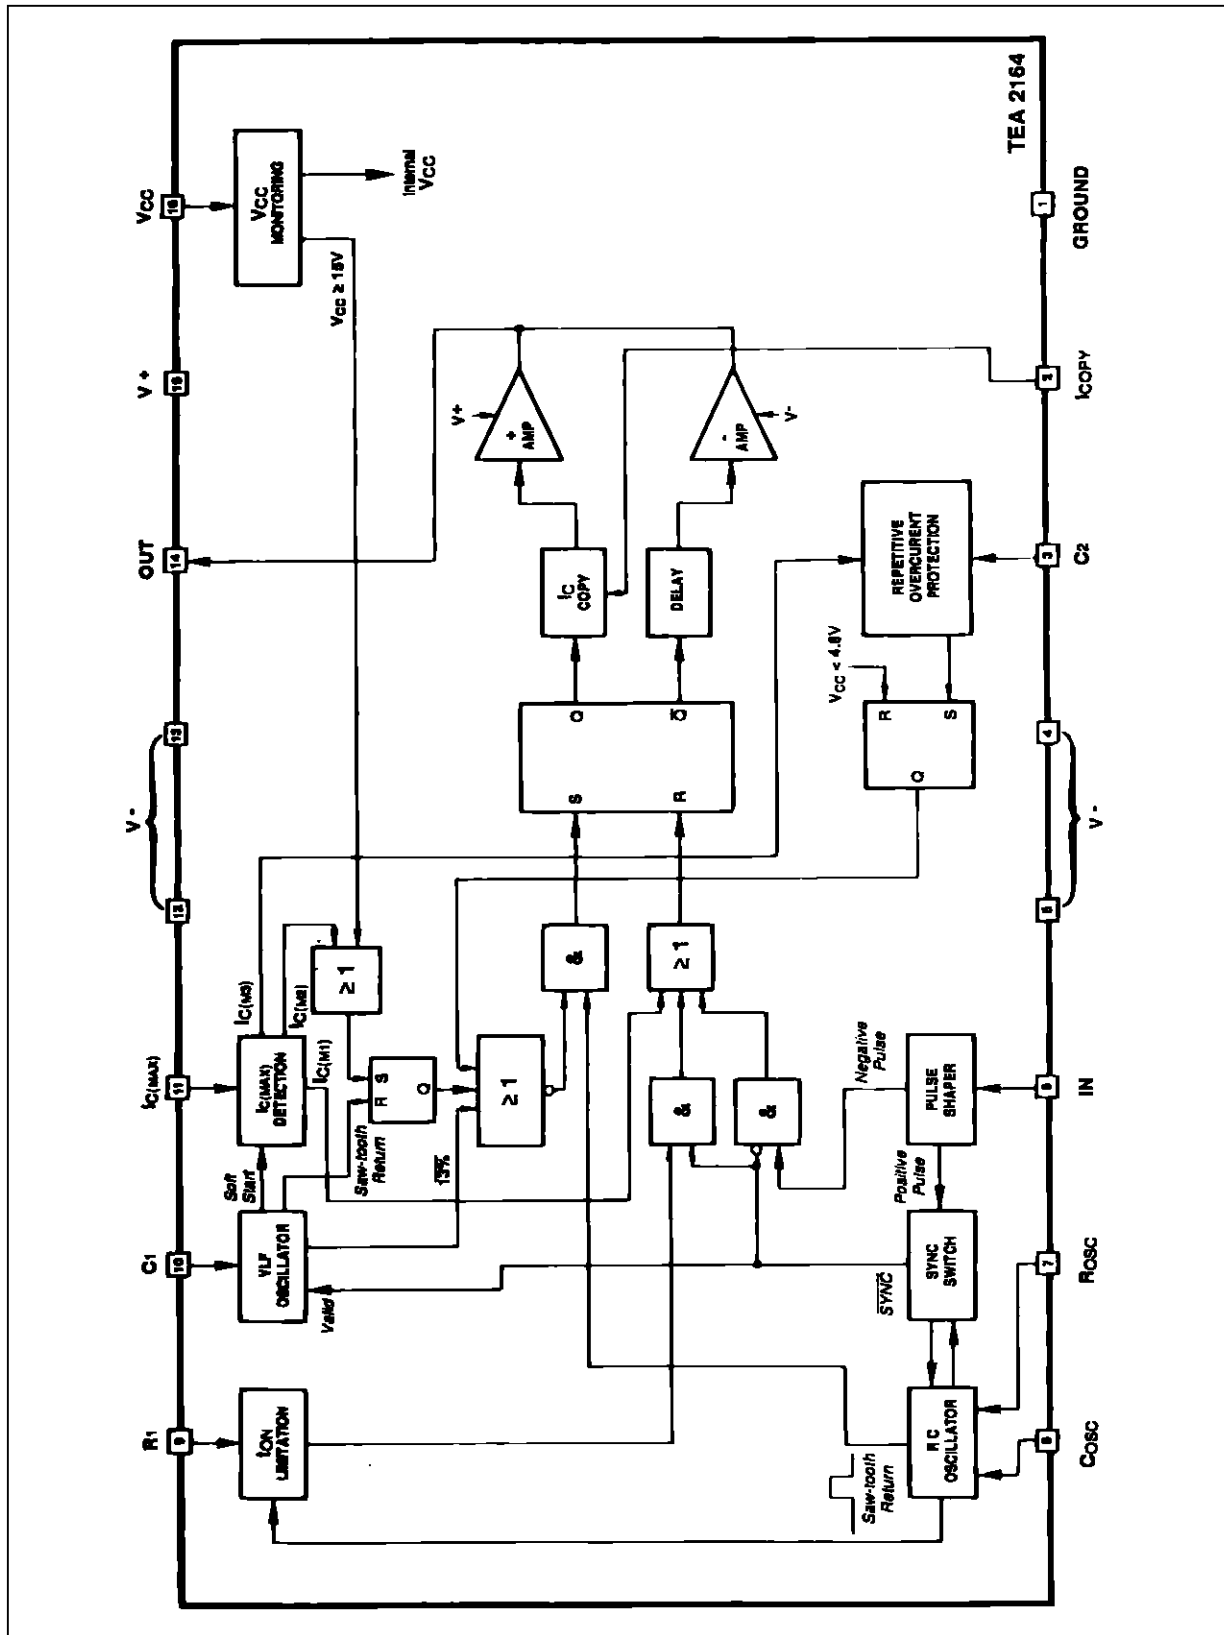 TEA 2164
VCC
16
VCC
MONITORING
Internal
VCC
VCC ≥ 15V
V +
15
OUT
14
V -
13
12
IC(MAX)
11
IC(MAX)
DETECTION
IC(M3)
IC(M2)
IC(M1)
≥ 1
C1
10
VLF
OSCILLATOR
Soft
Start
Saw-tooth
Return
Valid
R S
Q
13%
≥ 1
R1
9
tON
LIMITATION
&
≥ 1
&
&
S
R
Q
Q̅
IC
COPY
DELAY
+
AMP
V+
-
AMP
V-
REPETITIVE
OVERCURENT
PROTECTION
VCC < 4.8V
R
S
Q
Negative
Pulse
PULSE
SHAPER
Positive
Pulse
SYNC
SWITCH
SYNC
RC
OSCILLATOR
Saw-tooth
Return
1
GROUND
2
ICOPY
3
C2
4
5
V -
6
IN
7
ROSC
8
COSC